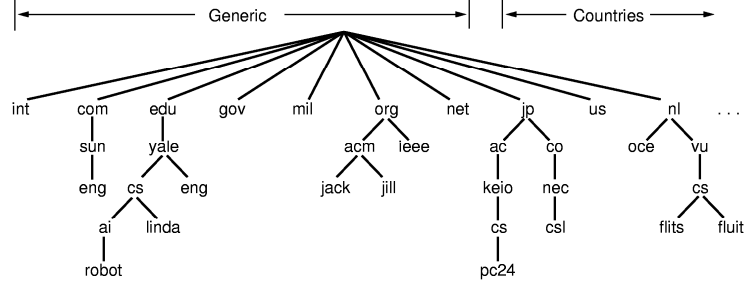 Generic Countries
int com edu gov mil org net jp us nl . . .
sun yale acm ieee ac co oce vu
eng cs eng jack jill keio nec cs
ai linda cs csl flits fluit
robot pc24